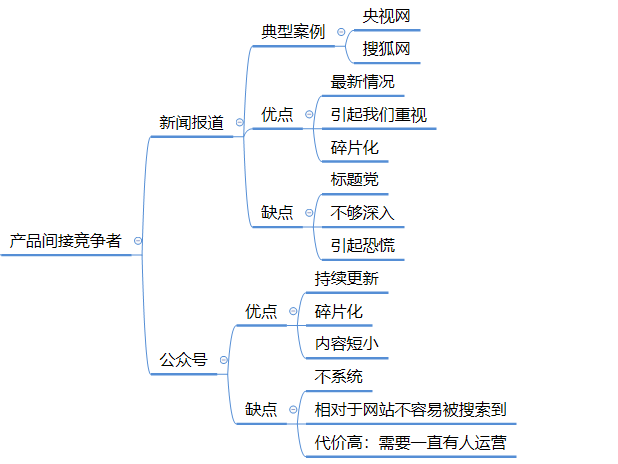 产品间接竞争者
新闻报道
典型案例
央视网
搜狐网
优点
最新情况
引起我们重视
碎片化
缺点
标题党
不够深入
引起恐慌
公众号
优点
持续更新
碎片化
内容短小
缺点
不系统
相对于网站不容易被搜索到
代价高：需要一直有人运营